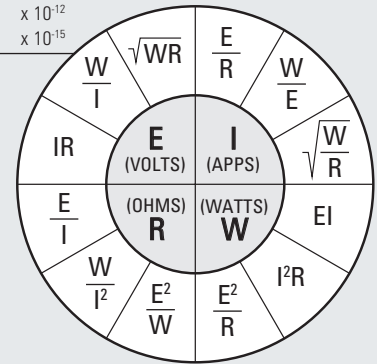 x 10⁻¹²
x 10⁻¹⁵
√WR
E/R
W/I
W/E
IR
E
(VOLTS)
I
(APPS)
√W/R
E/I
(OHMS)
R
(WATTS)
W
EI
W/I²
E²/W
E²/R
I²R